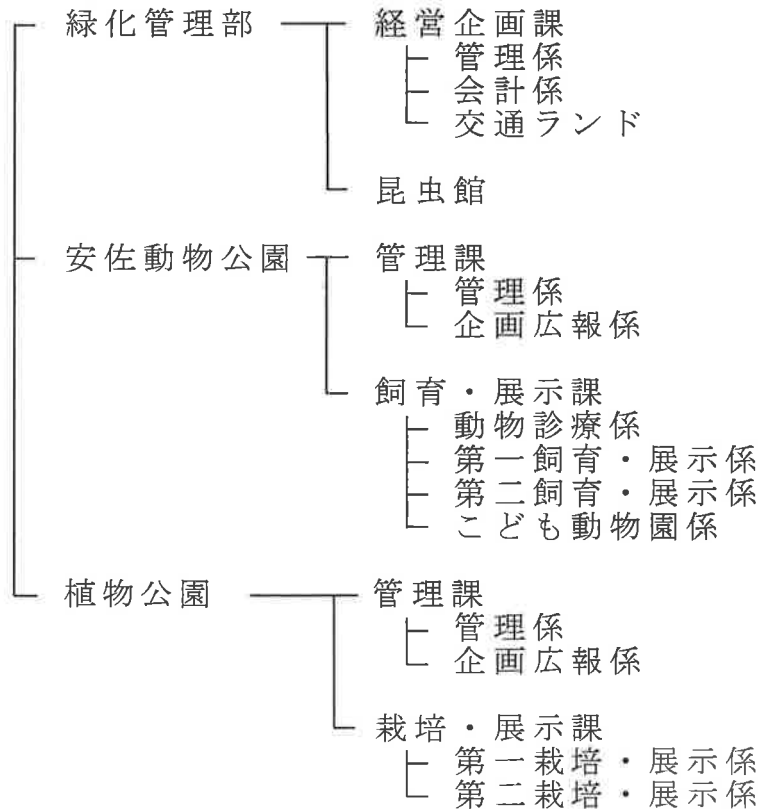 緑化管理部 経営企画課
管理係
会計係
交通ランド
昆虫館
安佐動物公園 管理課
管理係
企画広報係
飼育・展示課
動物診療係
第一飼育・展示係
第二飼育・展示係
こども動物園係
植物公園 管理課
管理係
企画広報係
栽培・展示課
第一栽培・展示係
第二栽培・展示係